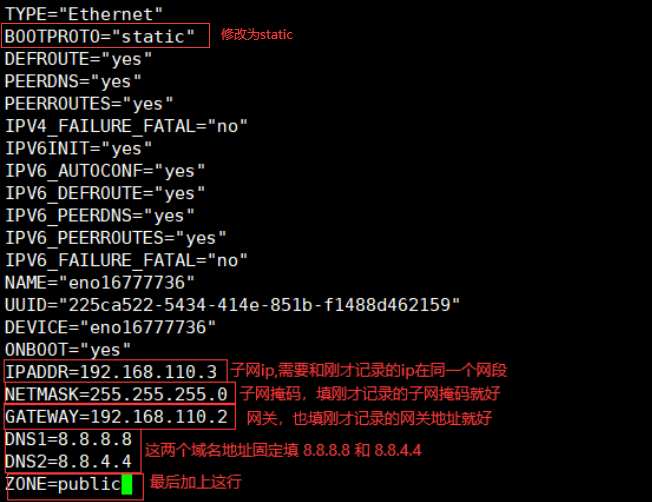 TYPE="Ethernet"
BOOTPROTO="static" 修改为static
DEFROUTE="yes"
PEERDNS="yes"
PEERROUTES="yes"
IPV4_FAILURE_FATAL="no"
IPV6INIT="yes"
IPV6_AUTOCONF="yes"
IPV6_DEFROUTE="yes"
IPV6_PEERDNS="yes"
IPV6_PEERROUTES="yes"
IPV6_FAILURE_FATAL="no"
NAME="eno16777736"
UUID="225ca522-5434-414e-851b-f1488d462159"
DEVICE="eno16777736"
ONBOOT="yes"
IPADDR=192.168.110.3 子网ip,需要和刚才记录的ip在同一个网段
NETMASK=255.255.255.0 子网掩码，填刚才记录的子网掩码就好
GATEWAY=192.168.110.2 网关，也填刚才记录的网关地址就好
DNS1=8.8.8.8
这两个域名地址固定填 8.8.8.8 和 8.8.4.4
DNS2=8.8.4.4
ZONE=public 最后加上这行